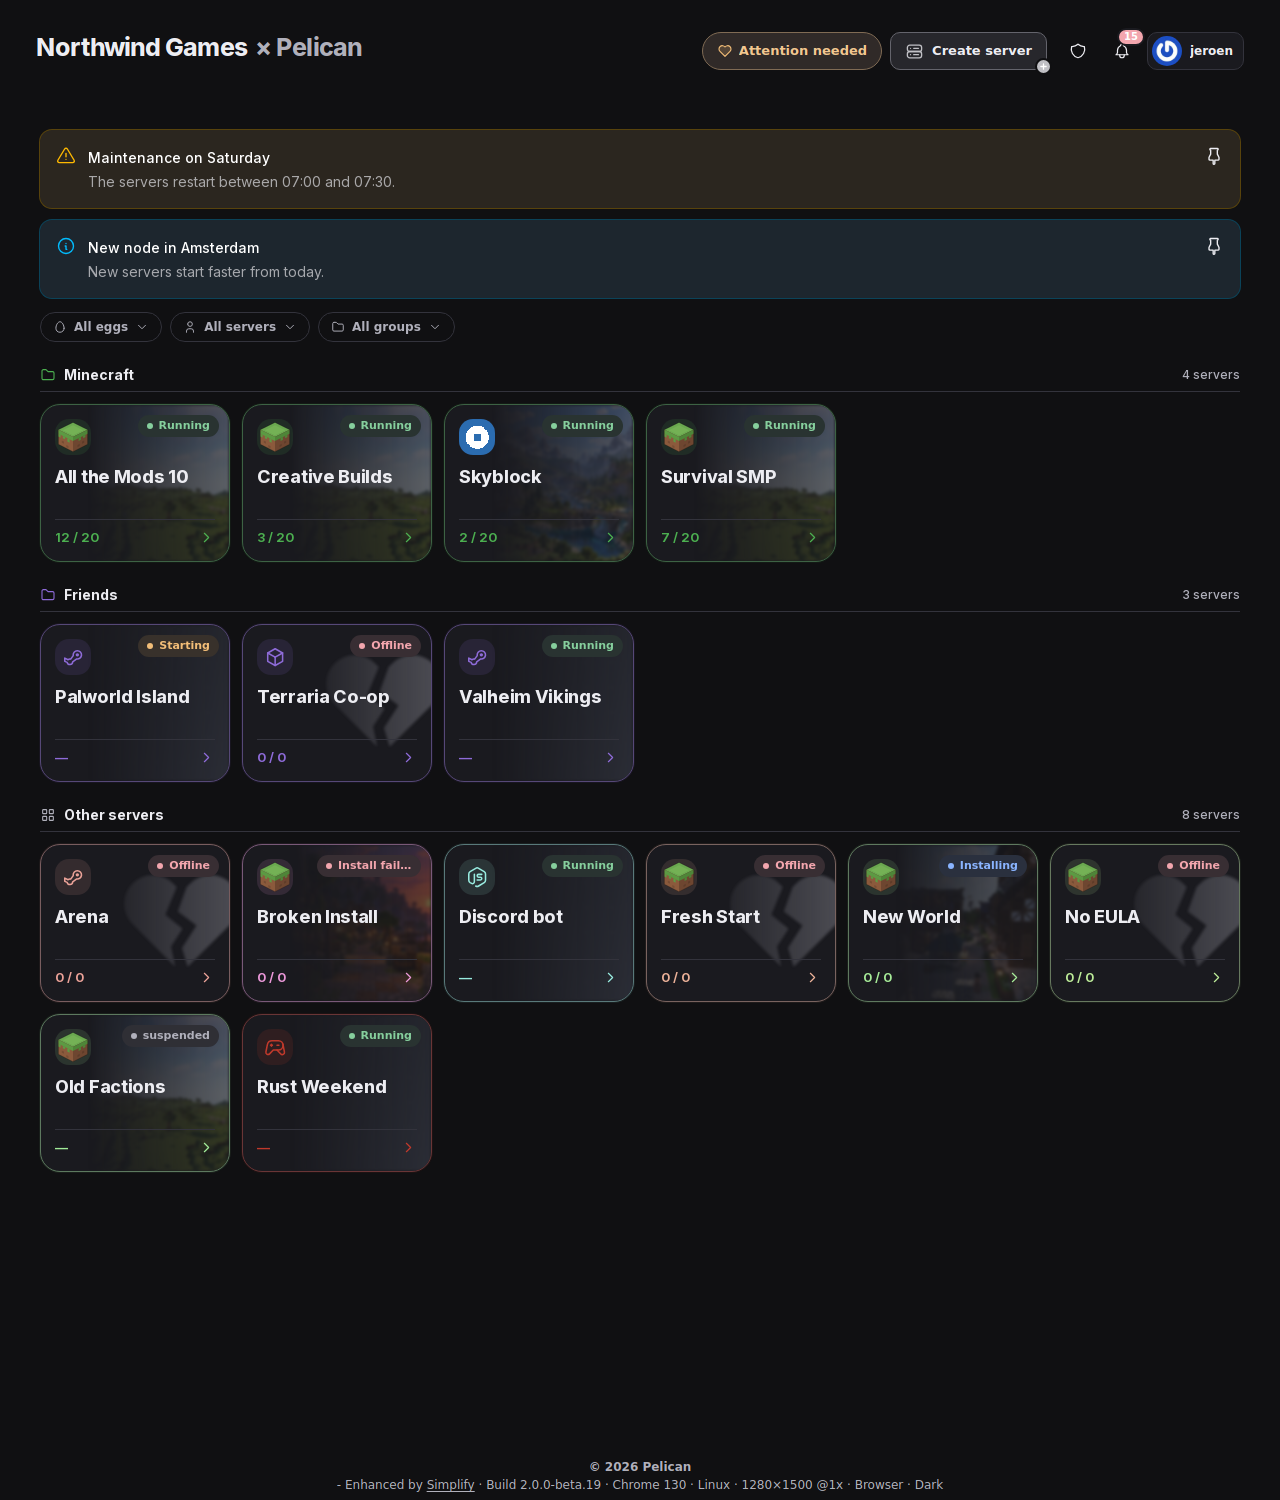 Northwind Games × Pelican
Attention needed
Create server
15
jeroen
Maintenance on Saturday
The servers restart between 07:00 and 07:30.
New node in Amsterdam
New servers start faster from today.
All eggs
All servers
All groups
Minecraft
4 servers
Running
All the Mods 10
12 / 20
Running
Creative Builds
3 / 20
Running
Skyblock
2 / 20
Running
Survival SMP
7 / 20
Friends
3 servers
Starting
Palworld Island
—
Offline
Terraria Co-op
0 / 0
Running
Valheim Vikings
—
Other servers
8 servers
Offline
Arena
0 / 0
Install fail...
Broken Install
0 / 0
Running
Discord bot
—
Offline
Fresh Start
0 / 0
Installing
New World
0 / 0
Offline
No EULA
0 / 0
suspended
Old Factions
—
Running
Rust Weekend
—
© 2026 Pelican
- Enhanced by Simplify · Build 2.0.0-beta.19 · Chrome 130 · Linux · 1280×1500 @1x · Browser · Dark